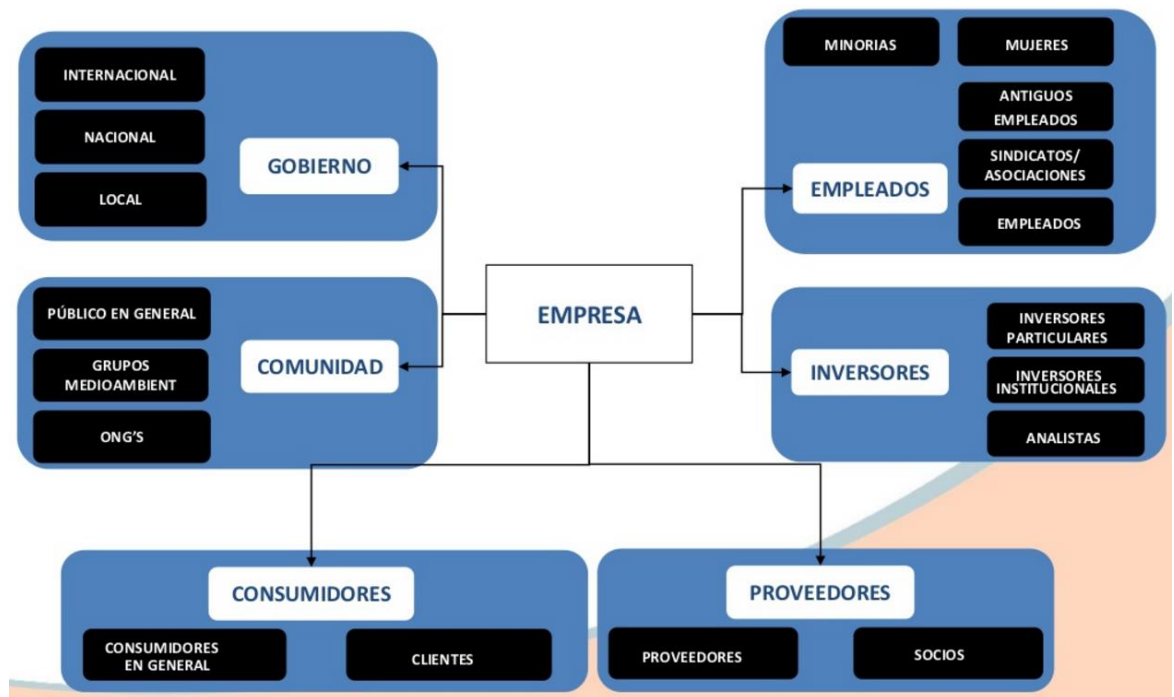 INTERNACIONAL
NACIONAL
LOCAL
GOBIERNO
MINORIAS
MUJERES
ANTIGUOS
EMPLEADOS
SINDICATOS/
ASOCIACIONES
EMPLEADOS
EMPLEADOS
EMPRESA
PÚBLICO EN GENERAL
GRUPOS
MEDIOAMBIENT
ONG'S
COMUNIDAD
INVERSORES
INVERSORES
PARTICULARES
INVERSORES
INSTITUCIONALES
ANALISTAS
CONSUMIDORES
CONSUMIDORES
EN GENERAL
CLIENTES
PROVEEDORES
PROVEEDORES
SOCIOS